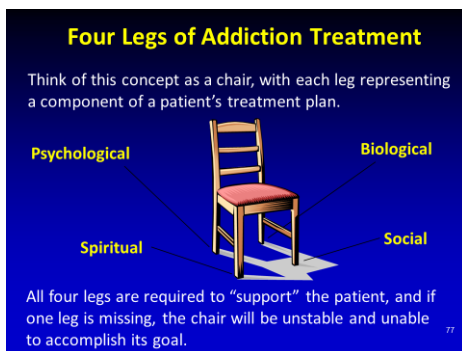 Four Legs of Addiction Treatment
Think of this concept as a chair, with each leg representing
a component of a patient's treatment plan.
Psychological
Biological
Spiritual
Social
All four legs are required to “support” the patient, and if
one leg is missing, the chair will be unstable and unable
to accomplish its goal.
77